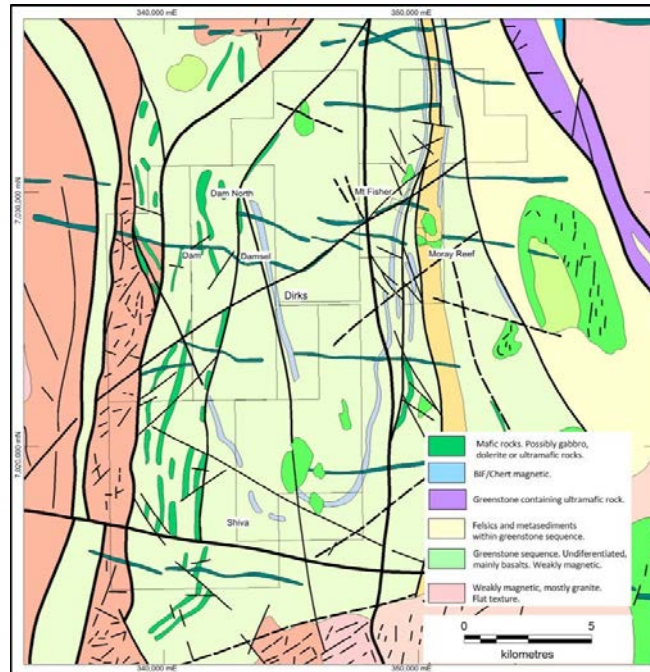 340,000 mE
350,000 mE
7,030,000 mN
Dam North
Mt Fisher
Dam
Damsel
Moray Reef
Dirks
7,020,000 mN
Shiva
Mafic rocks. Possibly gabbro,
dolerite or ultramafic rocks.
BIF/Chert magnetic.
Greenstone containing ultramafic rock.
Felsics and metasediments
within greenstone sequence.
Greenstone sequence. Undiferentiated,
mainly basalts. Weakly magnetic.
Weakly magnetic, mostly granite.
Flat texture.
0
5
kilometres
340,000 mE
350,000 mE